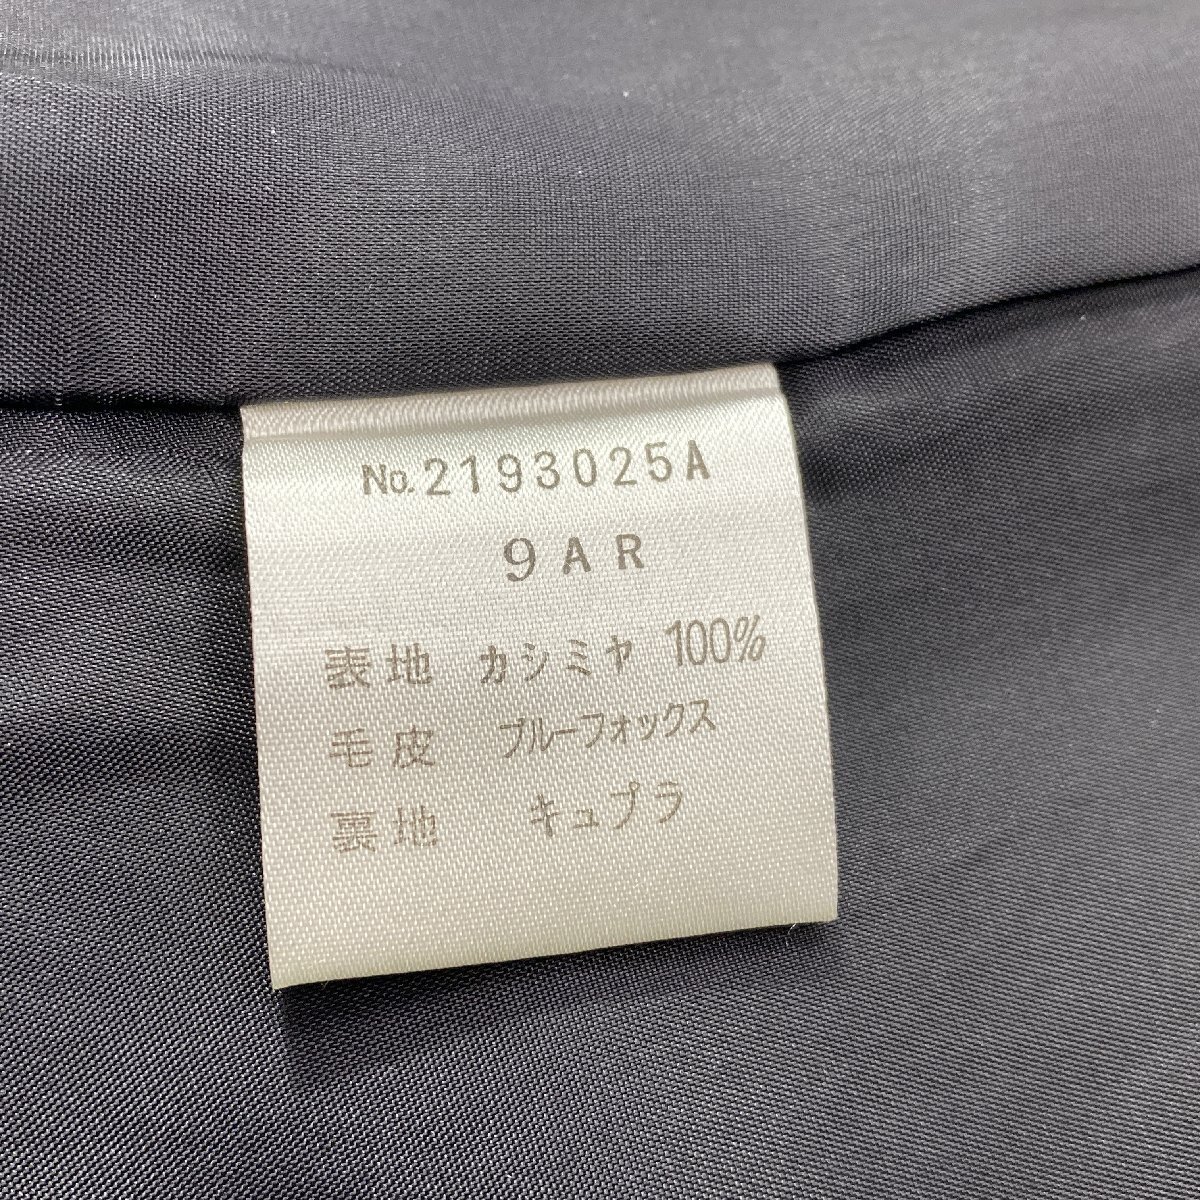 No.2193025A
9AR
表地 カシミヤ 100%
毛皮 ブルーフォックス
裏地 キュプラ